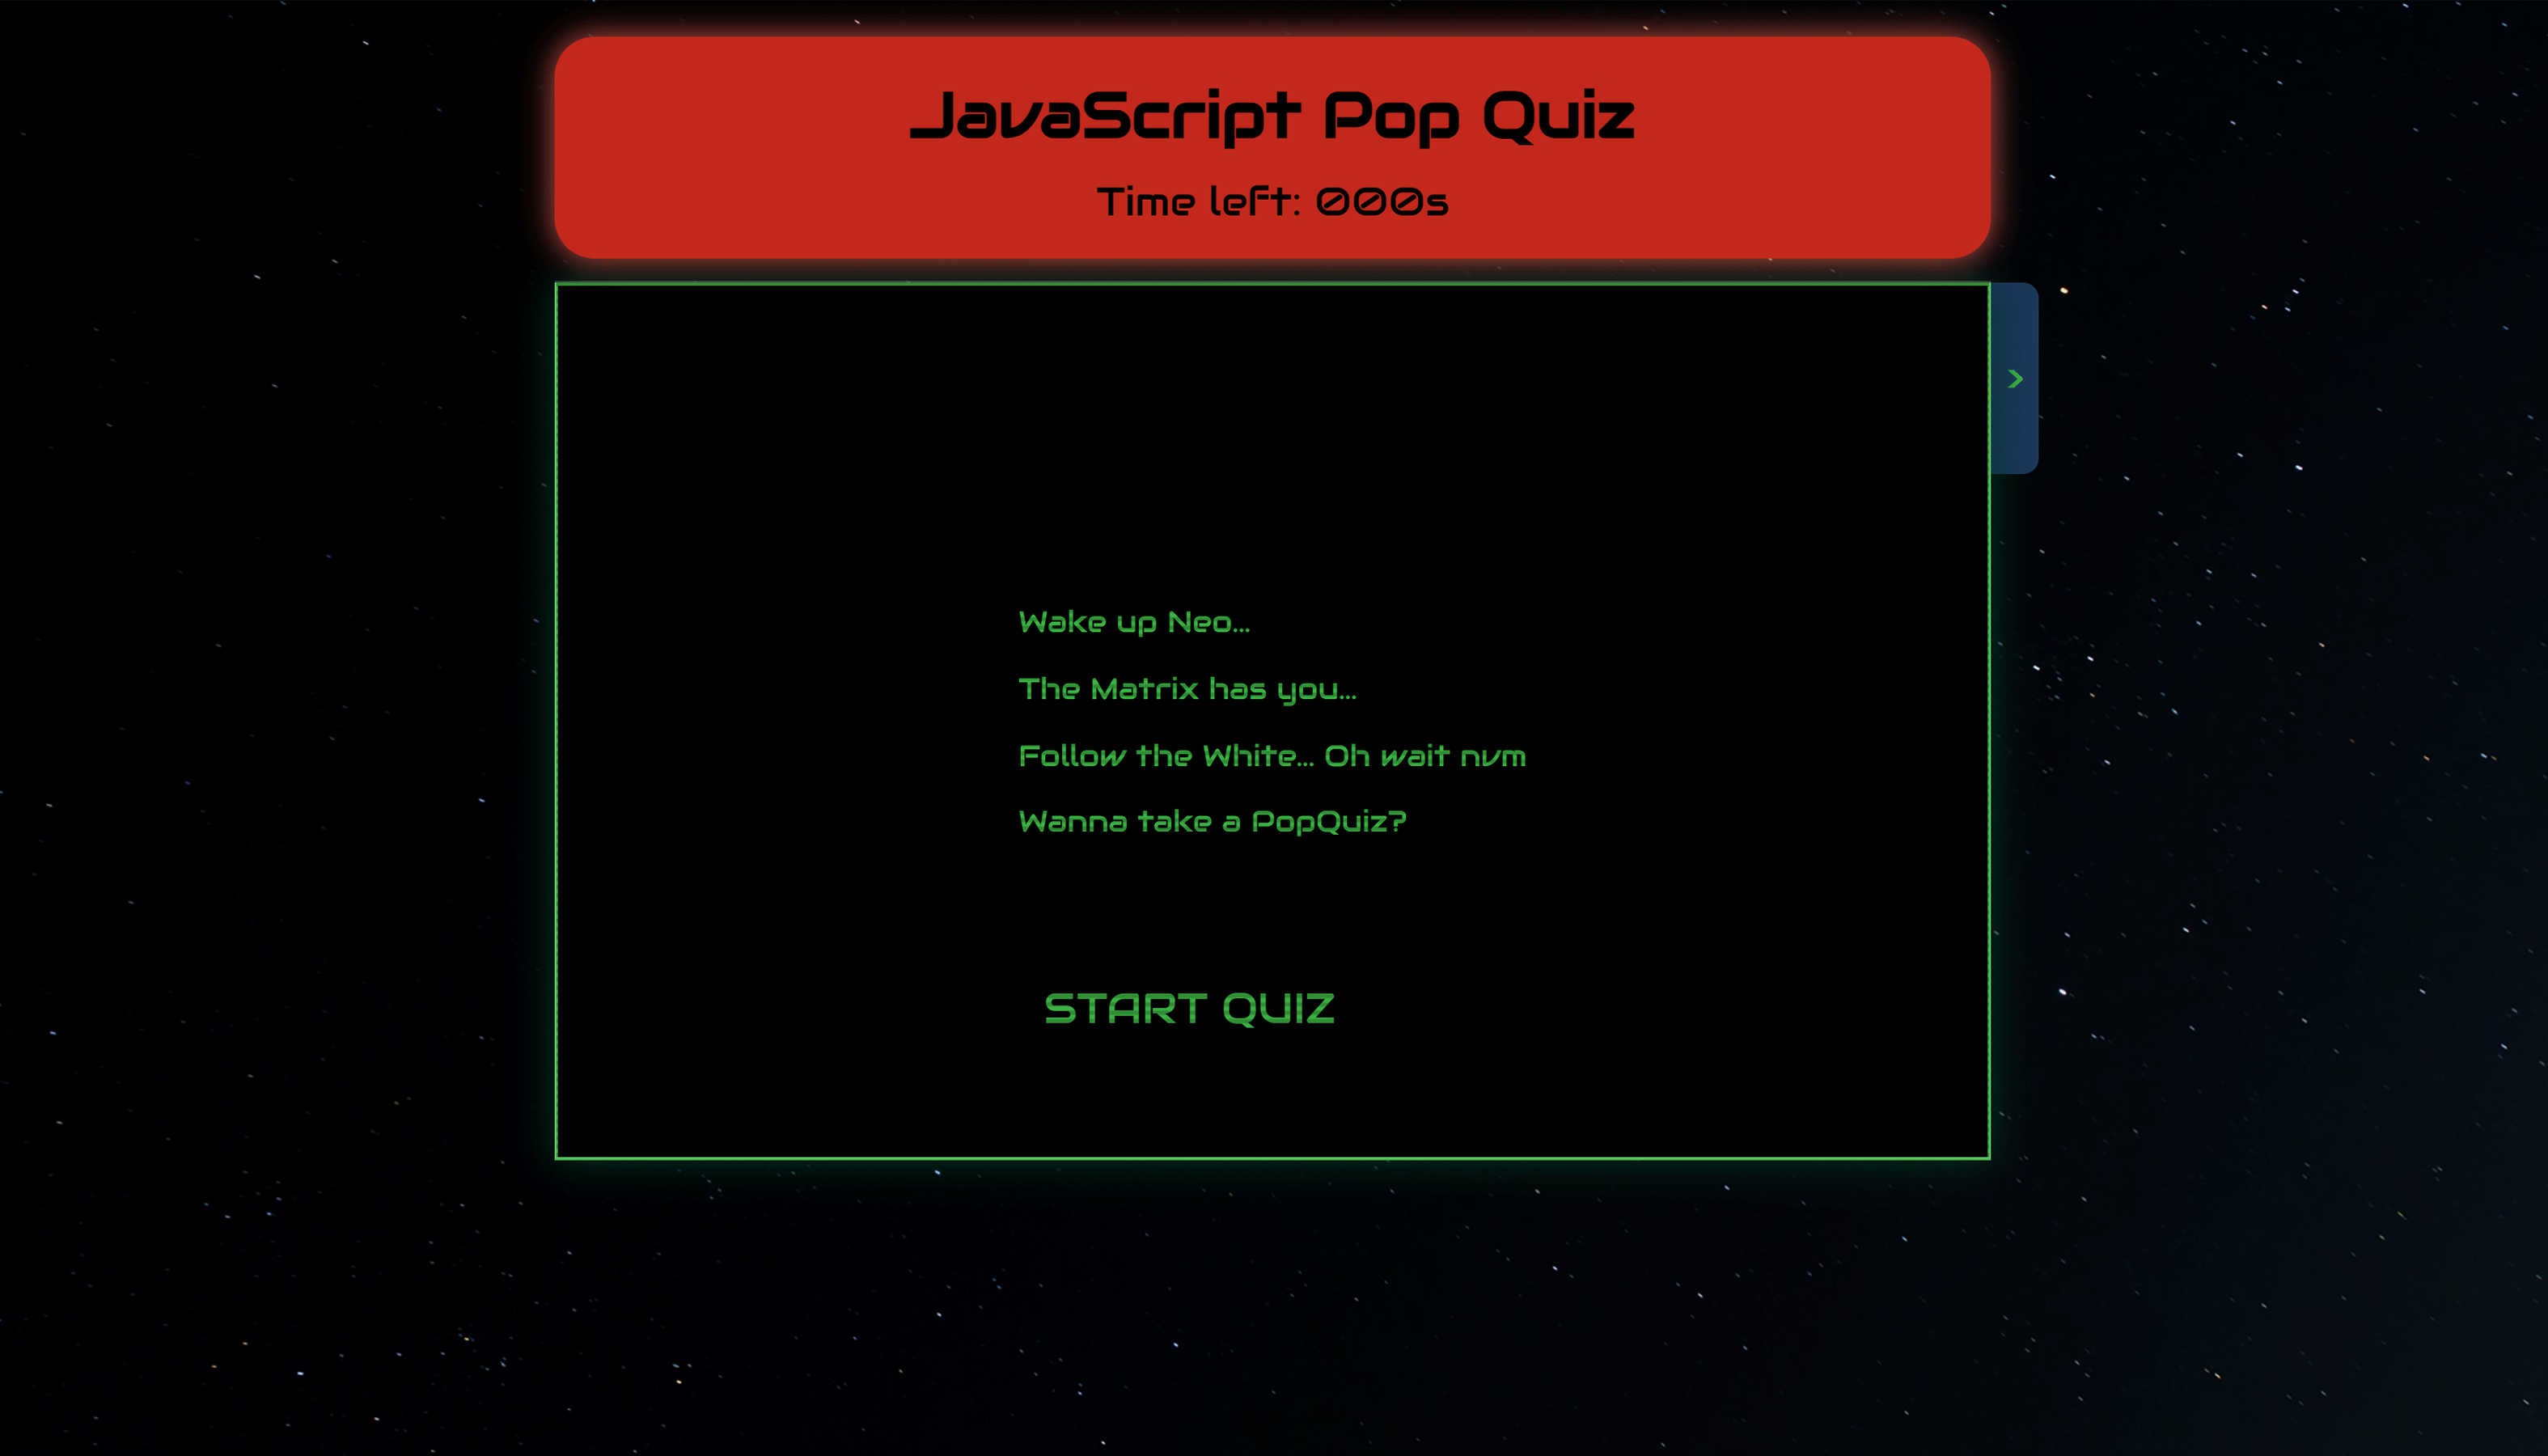 JavaScript Pop Quiz
Time left: 000s
>
Wake up Neo...
The Matrix has you...
Follow the White... Oh wait nvm
Wanna take a PopQuiz?
START QUIZ